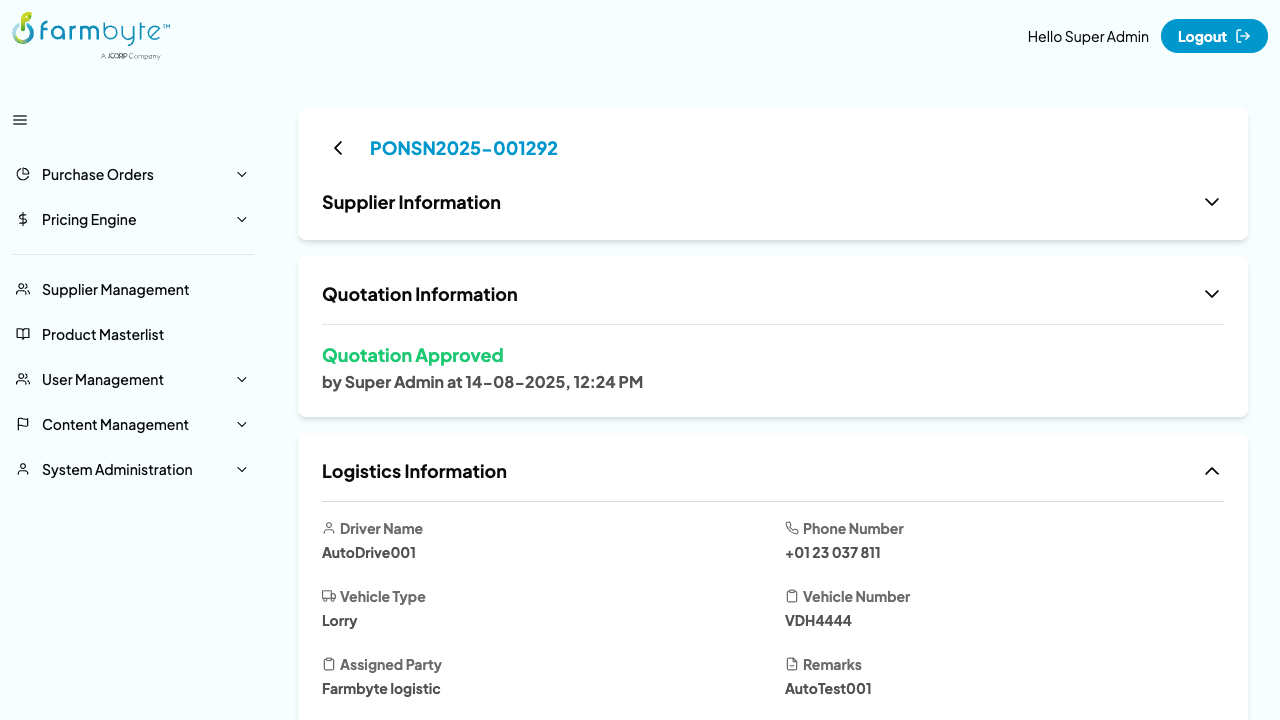 farmbyte™
A JCORP Company
Hello Super Admin
Logout
Purchase Orders
Pricing Engine
Supplier Management
Product Masterlist
User Management
Content Management
System Administration
PONSN2025-001292
Supplier Information
Quotation Information
Quotation Approved
by Super Admin at 14-08-2025, 12:24 PM
Logistics Information
Driver Name
AutoDrive001
Phone Number
+01 23 037 811
Vehicle Type
Lorry
Vehicle Number
VDH4444
Assigned Party
Farmbyte logistic
Remarks
AutoTest001